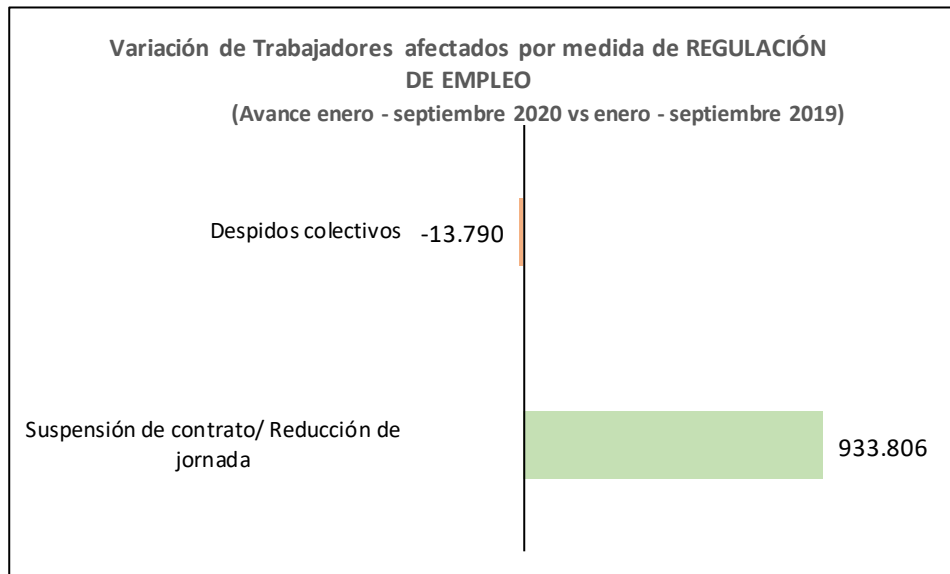 Variación de Trabajadores afectados por medida de REGULACIÓN
DE EMPLEO
(Avance enero - septiembre 2020 vs enero - septiembre 2019)
Despidos colectivos -13.790
Suspensión de contrato/ Reducción de
jornada
933.806